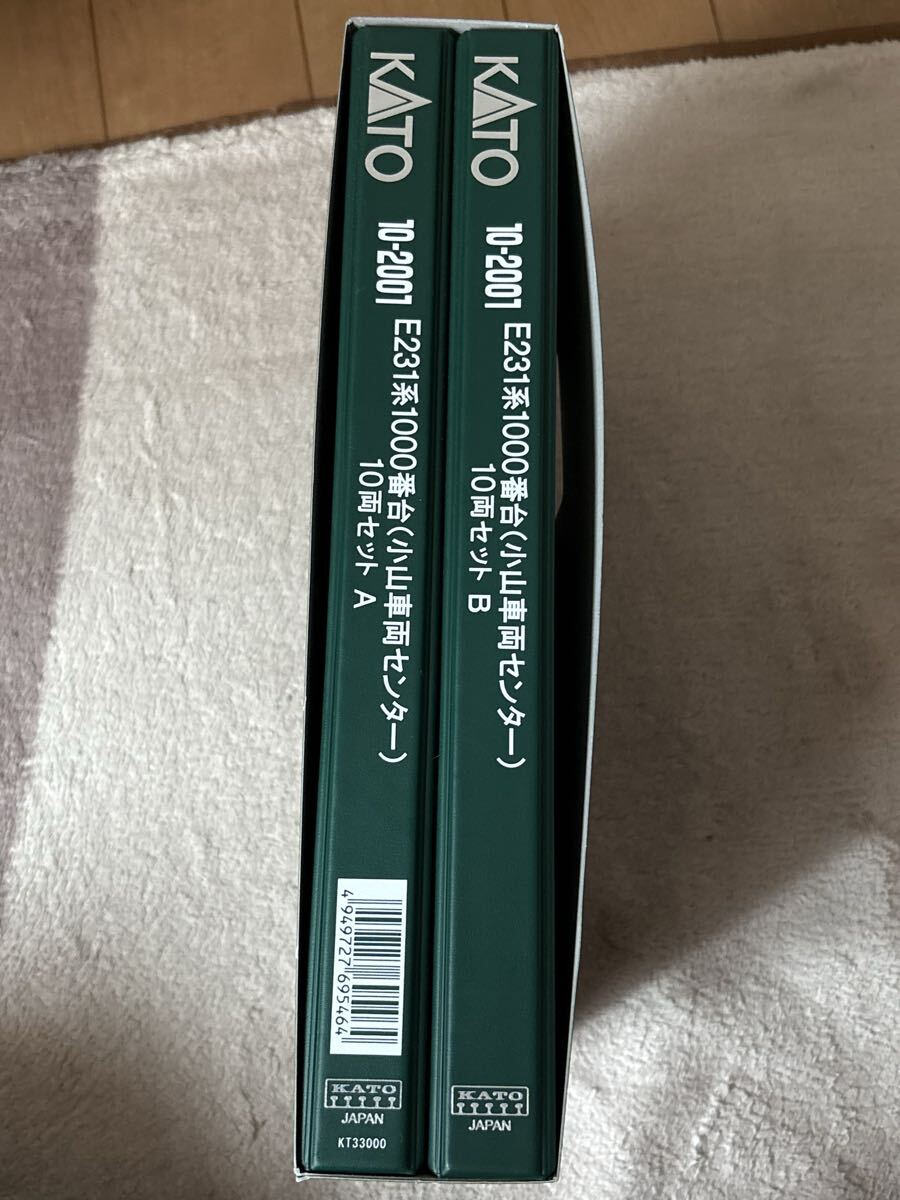 KATO
10-2001
E231系1000番台(小山車両センター)
10両セット A
4949727695464
KATO
JAPAN
KT33000
KATO
10-2001
E231系1000番台(小山車両センター)
10両セット B
KATO
JAPAN